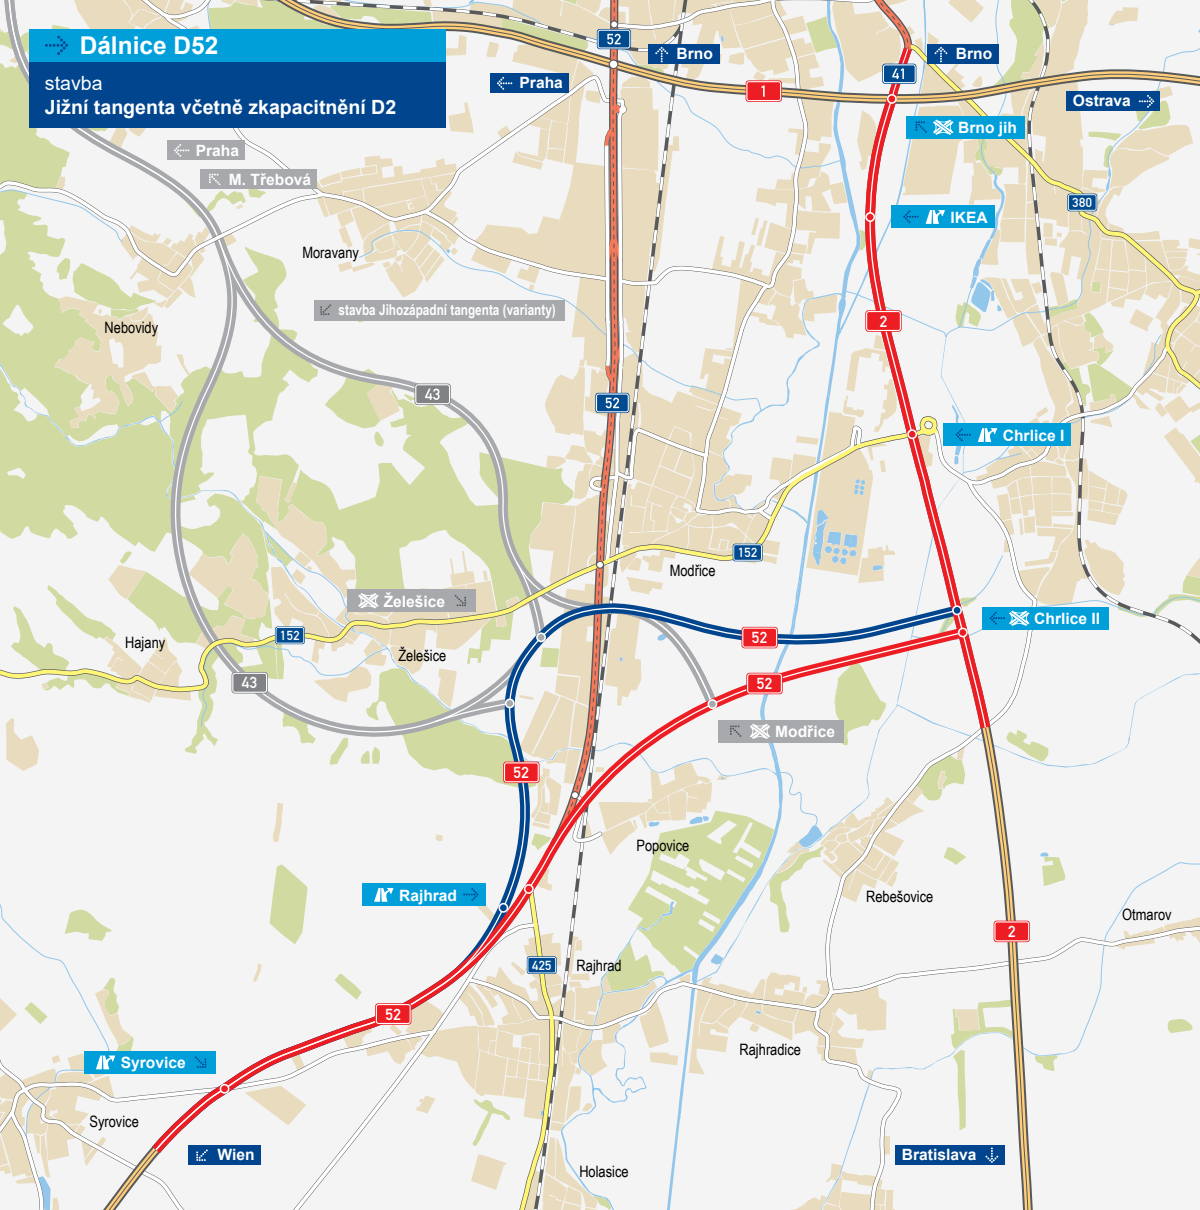 Dálnice D52
stavba
Jižní tangenta včetně zkapacitnění D2
52
Brno
Brno
41
Praha
1
Ostrava
Brno jih
Praha
M. Třebová
380
IKEA
Moravany
stavba Jihozápadní tangenta (varianty)
2
Nebovidy
43
52
Chrlice I
152
Modřice
Želešice
Chrlice II
152
52
Hajany
Želešice
43
52
Modřice
52
Popovice
Rajhrad
Rebešovice
Otmarov
2
425
Rajhrad
52
Rajhradice
Syrovice
Syrovice
Wien
Bratislava
Holasice